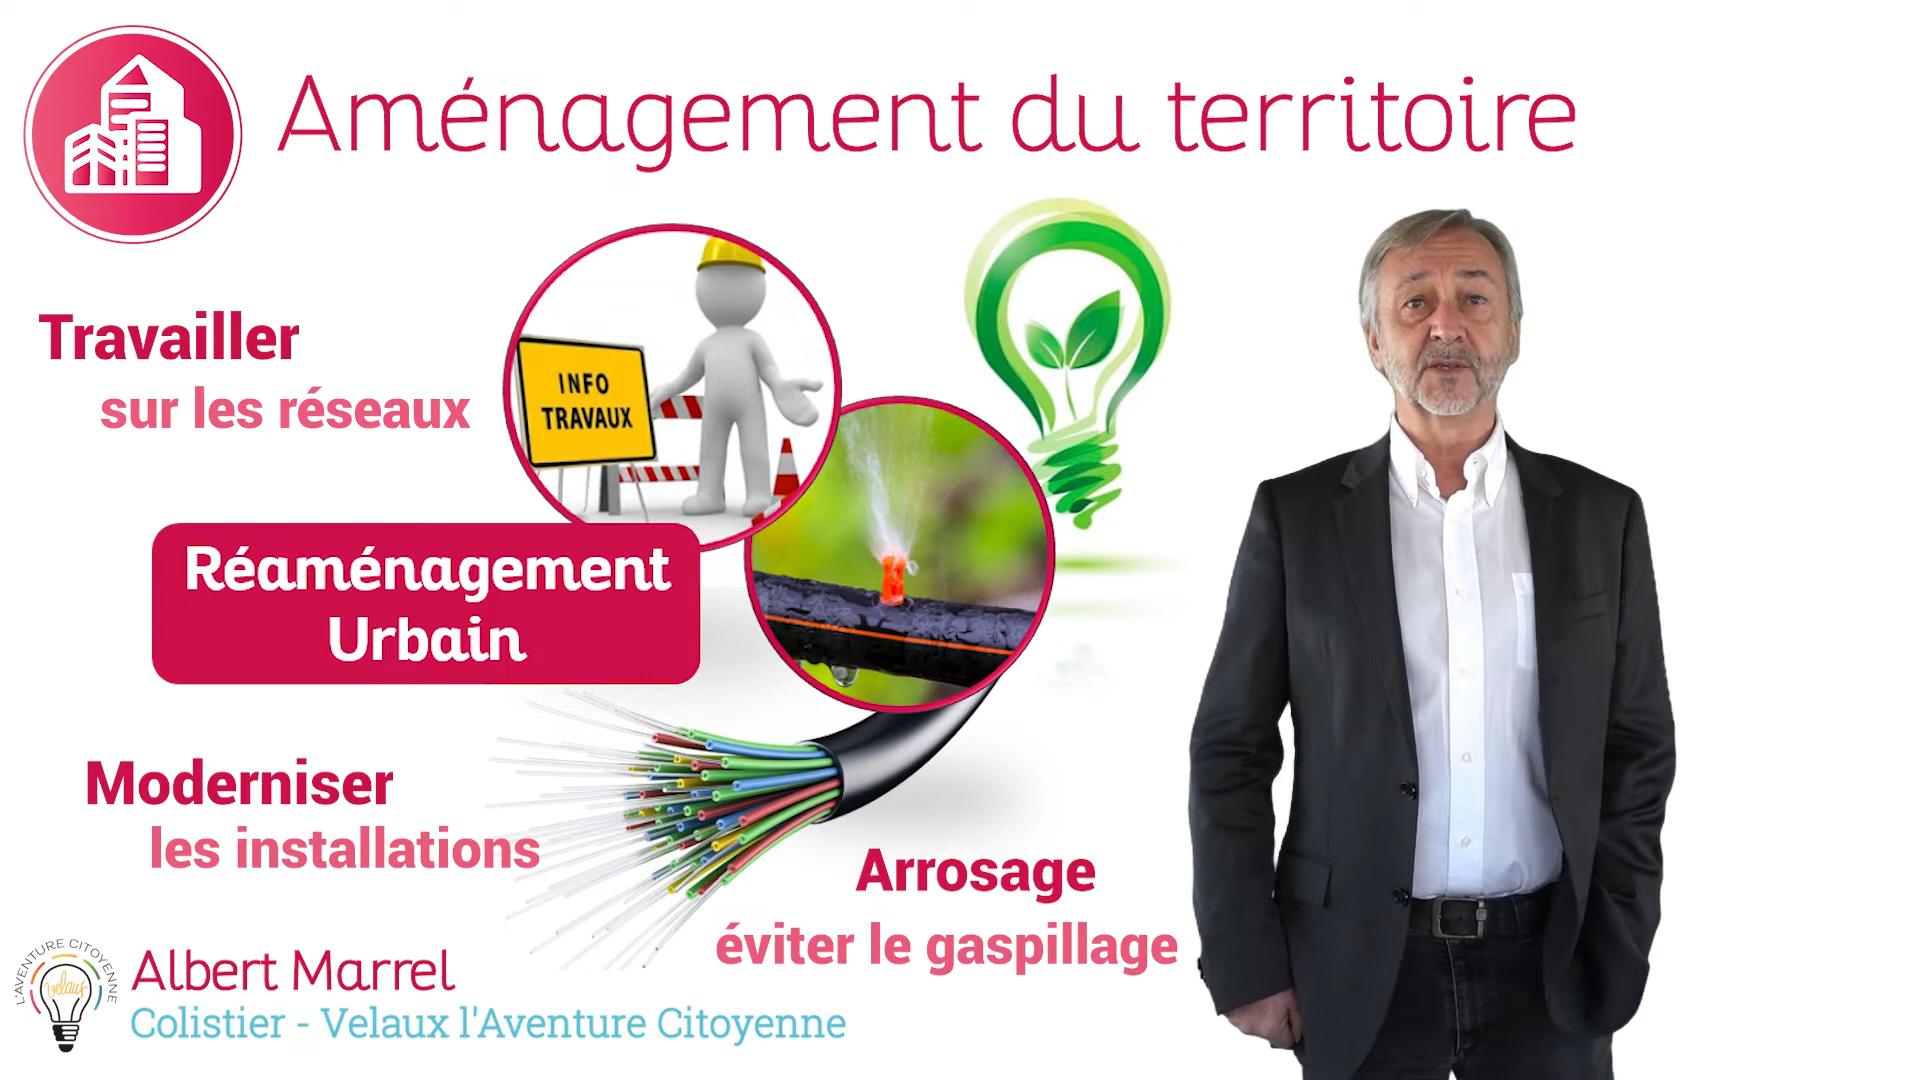 Aménagement du territoire
Travailler
sur les réseaux
INFO
TRAVAUX
Réaménagement
Urbain
Moderniser
les installations
Arrosage
éviter le gaspillage
L'AVENTURE CITOYENNE
Velaux
Albert Marrel
Colistier - Velaux l'Aventure Citoyenne